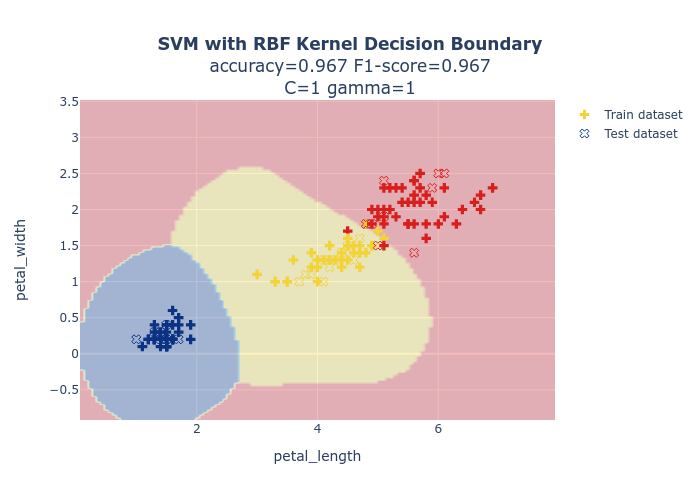 SVM with RBF Kernel Decision Boundary
accuracy=0.967 F1-score=0.967
C=1 gamma=1
Train dataset
Test dataset
3.5
3
2.5
2
1.5
1
0.5
0
−0.5
petal_width
2 4 6
petal_length